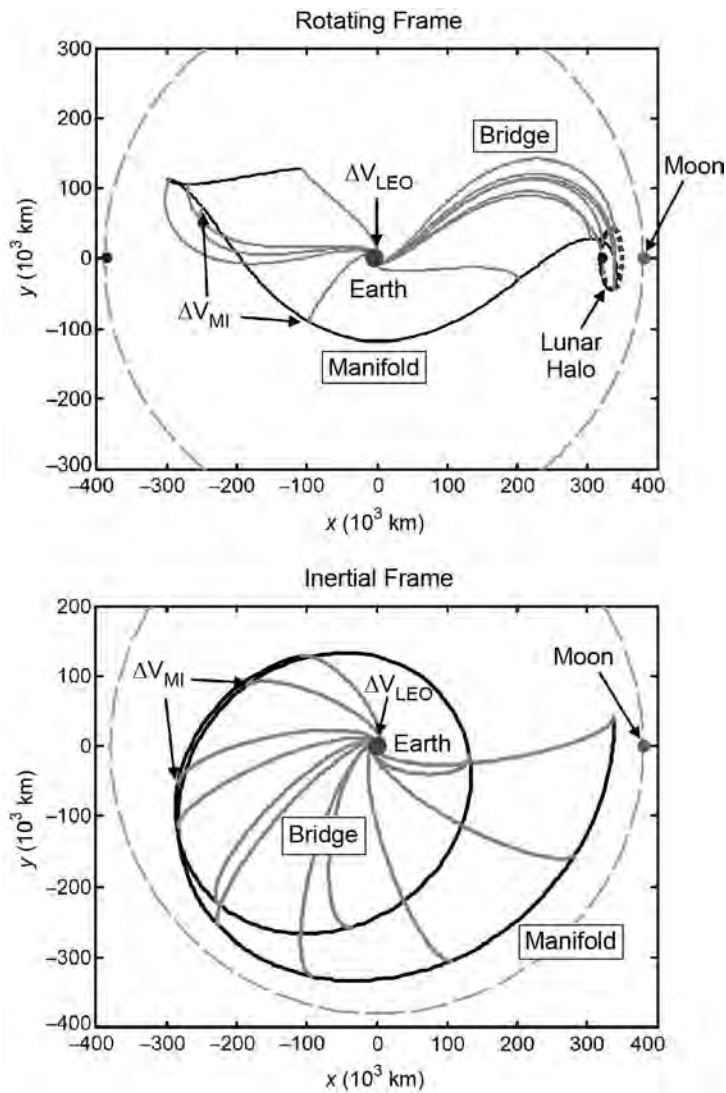 Rotating Frame
300
200
100
0
–100
–200
–300
y (10³ km)
Bridge
Moon
ΔV_LEO
Earth
ΔV_MI
Manifold
Lunar
Halo
–400 –300 –200 –100 0 100 200 300 400
x (10³ km)
Inertial Frame
200
100
0
–100
–200
–300
–400
y (10³ km)
ΔV_MI
ΔV_LEO
Moon
Earth
Bridge
Manifold
–400 –300 –200 –100 0 100 200 300 400
x (10³ km)